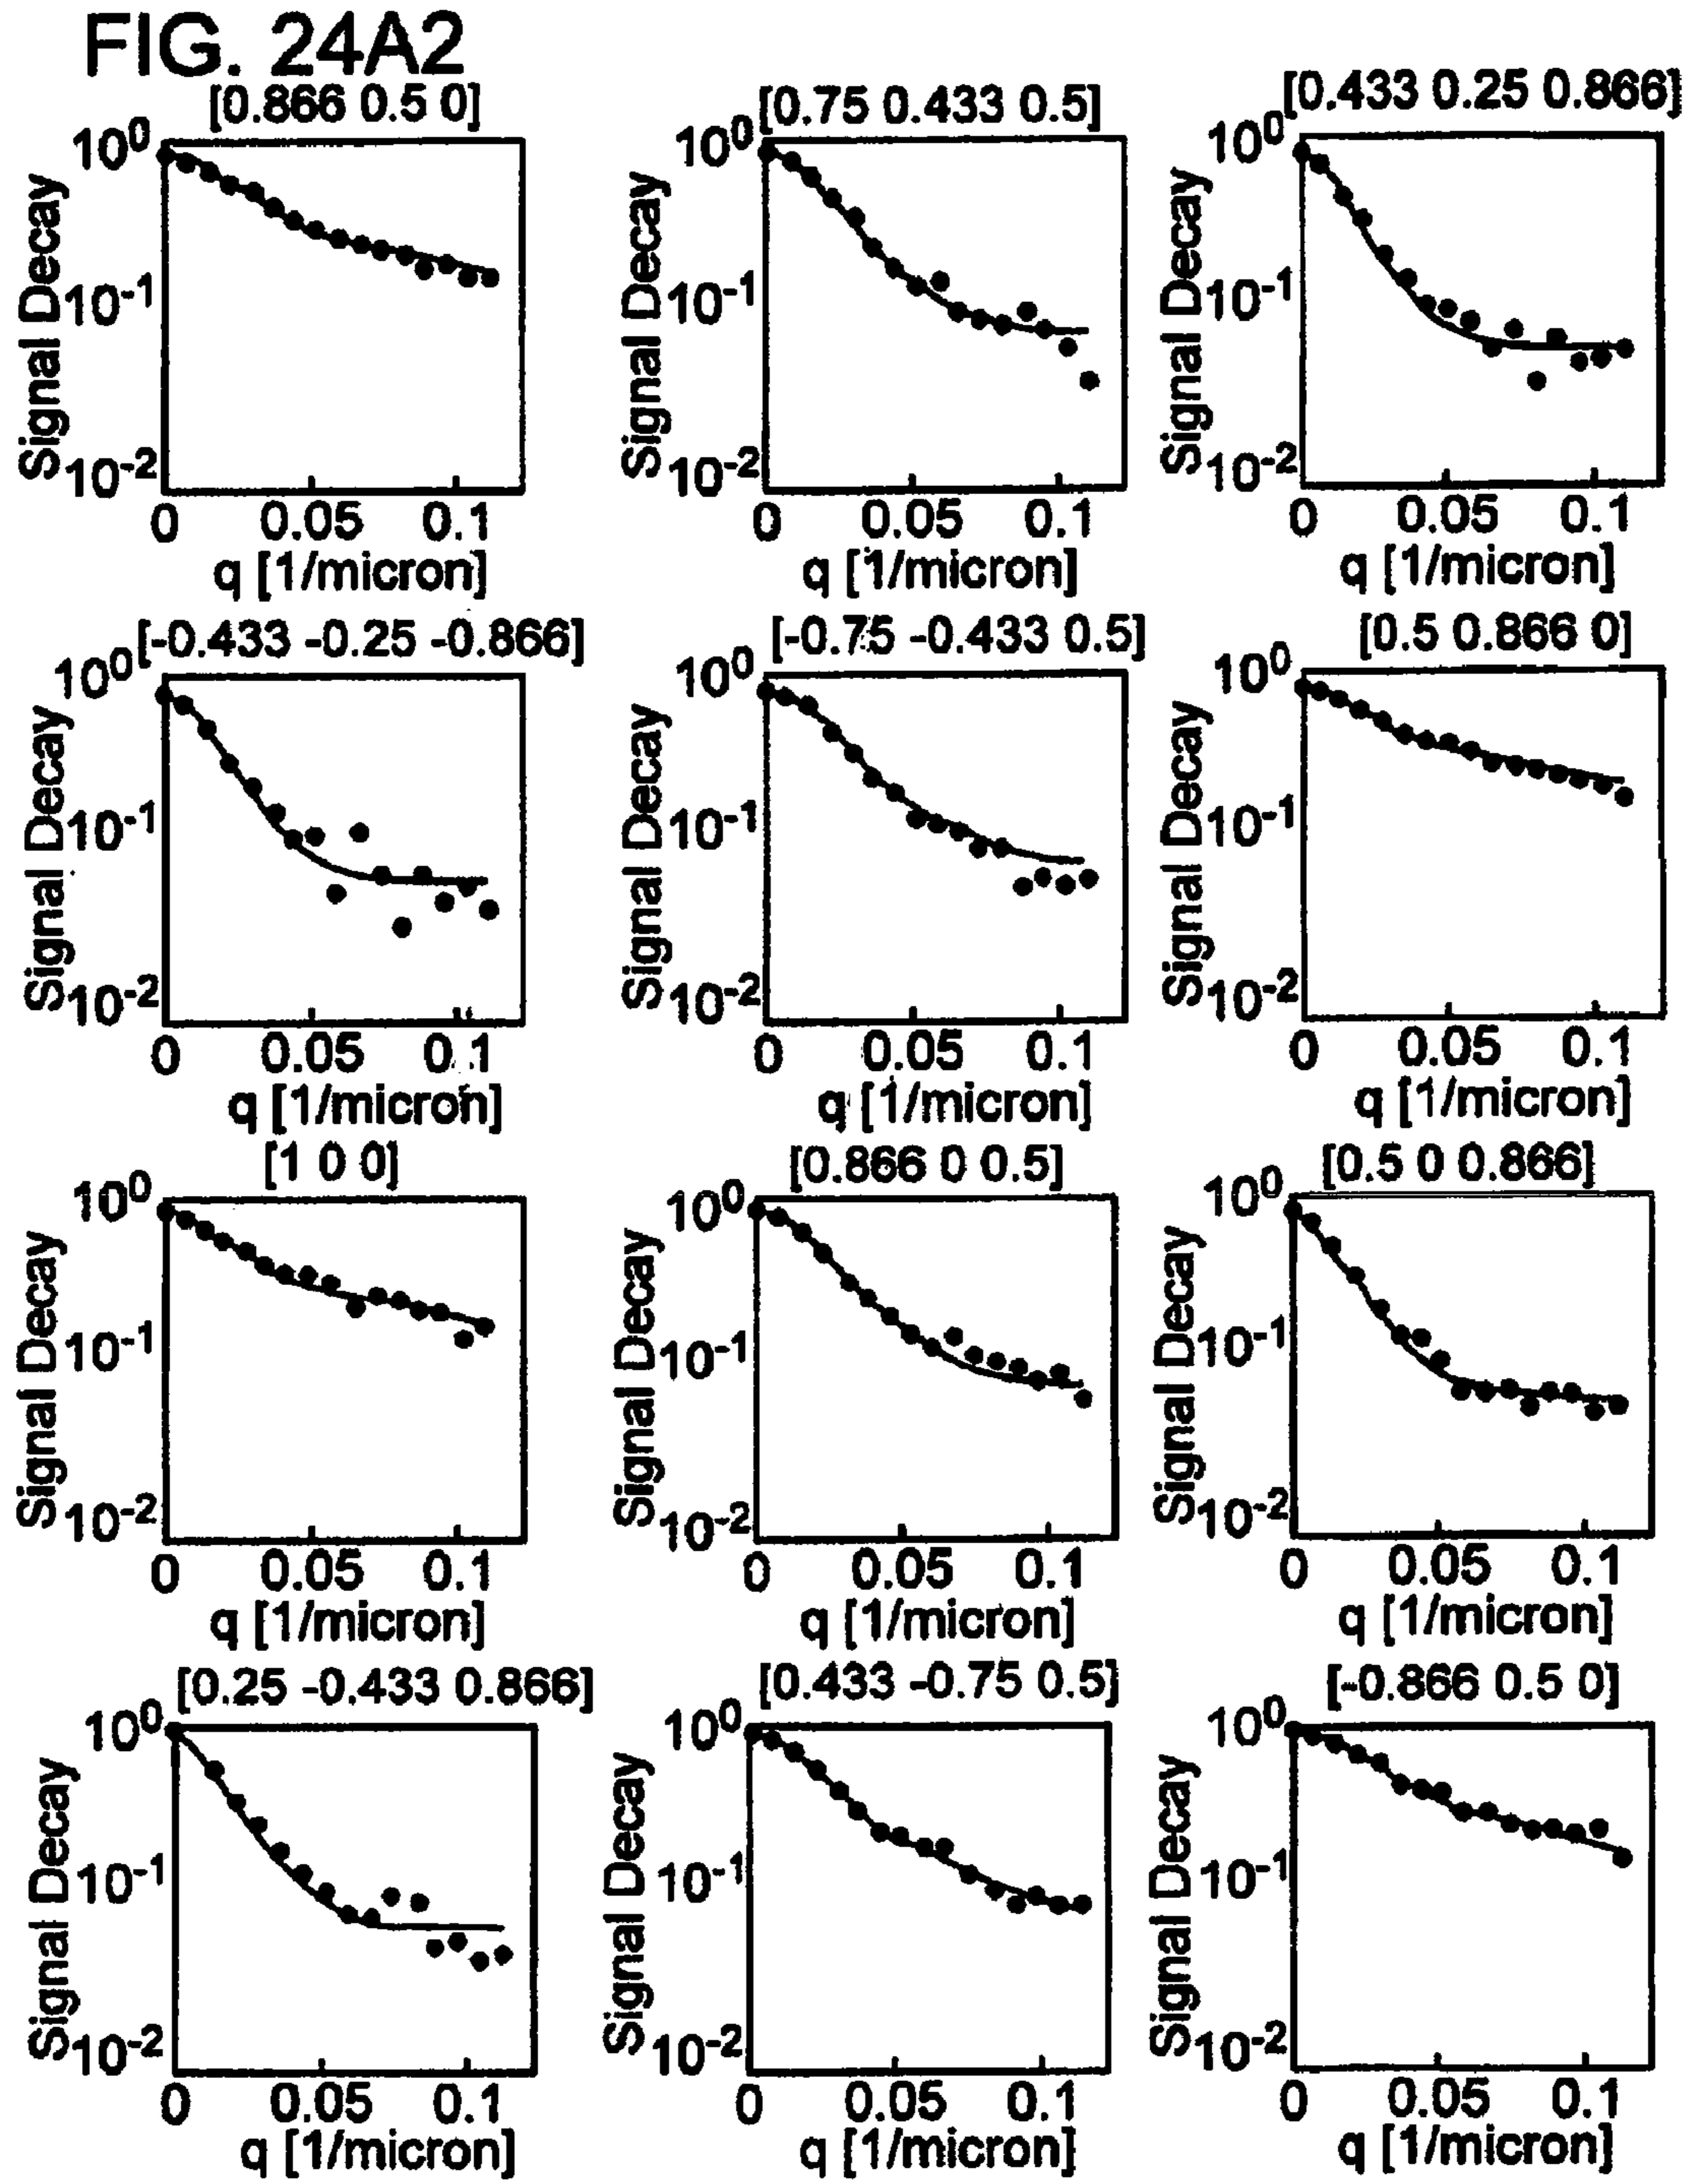 FIG. 24A2
[0.866 0.5 0]
[0.75 0.433 0.5]
[0.433 0.25 0.866]
10^0
10^-1
10^-2
Signal Decay
0 0.05 0.1
q [1/micron]
10^0
10^-1
10^-2
Signal Decay
0 0.05 0.1
q [1/micron]
10^0
10^-1
10^-2
Signal Decay
0 0.05 0.1
q [1/micron]
[-0.433 -0.25 -0.866]
[-0.75 -0.433 0.5]
[0.5 0.866 0]
10^0
10^-1
10^-2
Signal Decay
0 0.05 0.1
q [1/micron]
10^0
10^-1
10^-2
Signal Decay
0 0.05 0.1
q [1/micron]
10^0
10^-1
10^-2
Signal Decay
0 0.05 0.1
q [1/micron]
[1 0 0]
[0.866 0 0.5]
[0.5 0 0.866]
10^0
10^-1
10^-2
Signal Decay
0 0.05 0.1
q [1/micron]
10^0
10^-1
10^-2
Signal Decay
0 0.05 0.1
q [1/micron]
10^0
10^-1
10^-2
Signal Decay
0 0.05 0.1
q [1/micron]
[0.25 -0.433 0.866]
[0.433 -0.75 0.5]
[-0.866 0.5 0]
10^0
10^-1
10^-2
Signal Decay
0 0.05 0.1
q [1/micron]
10^0
10^-1
10^-2
Signal Decay
0 0.05 0.1
q [1/micron]
10^0
10^-1
10^-2
Signal Decay
0 0.05 0.1
q [1/micron]